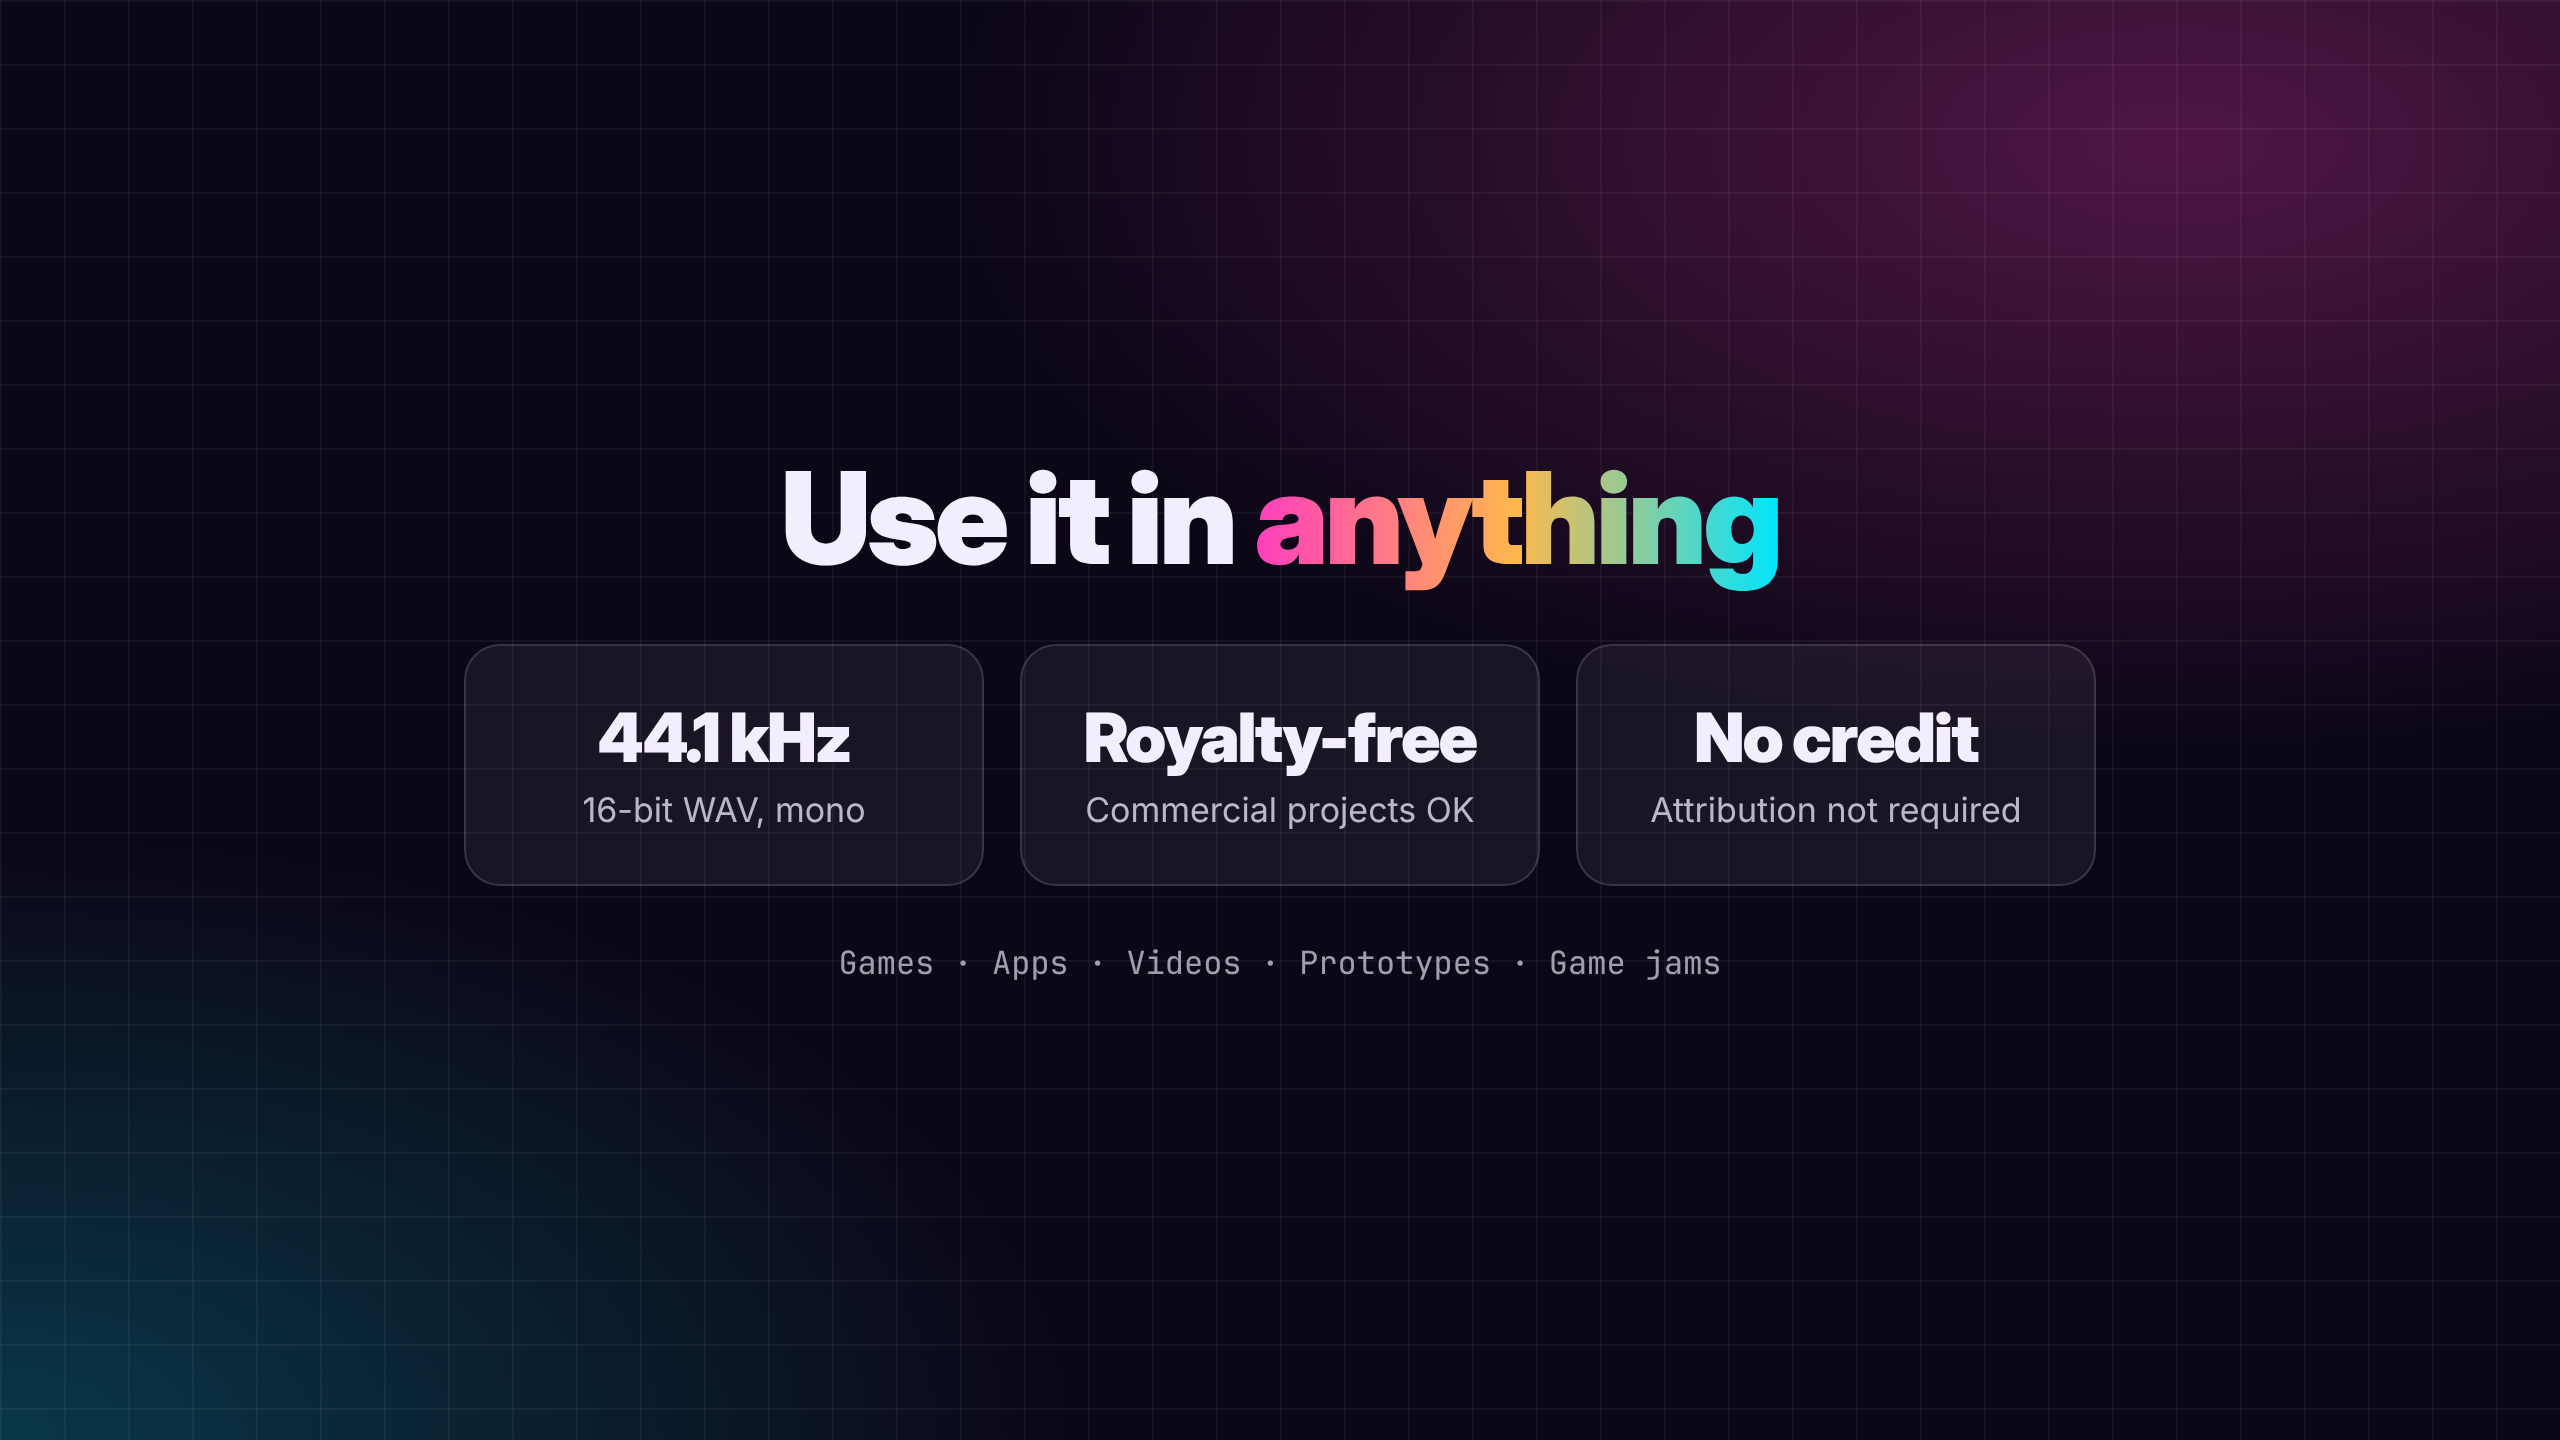 Use it in anything
44.1 kHz
16-bit WAV, mono
Royalty-free
Commercial projects OK
No credit
Attribution not required
Games · Apps · Videos · Prototypes · Game jams